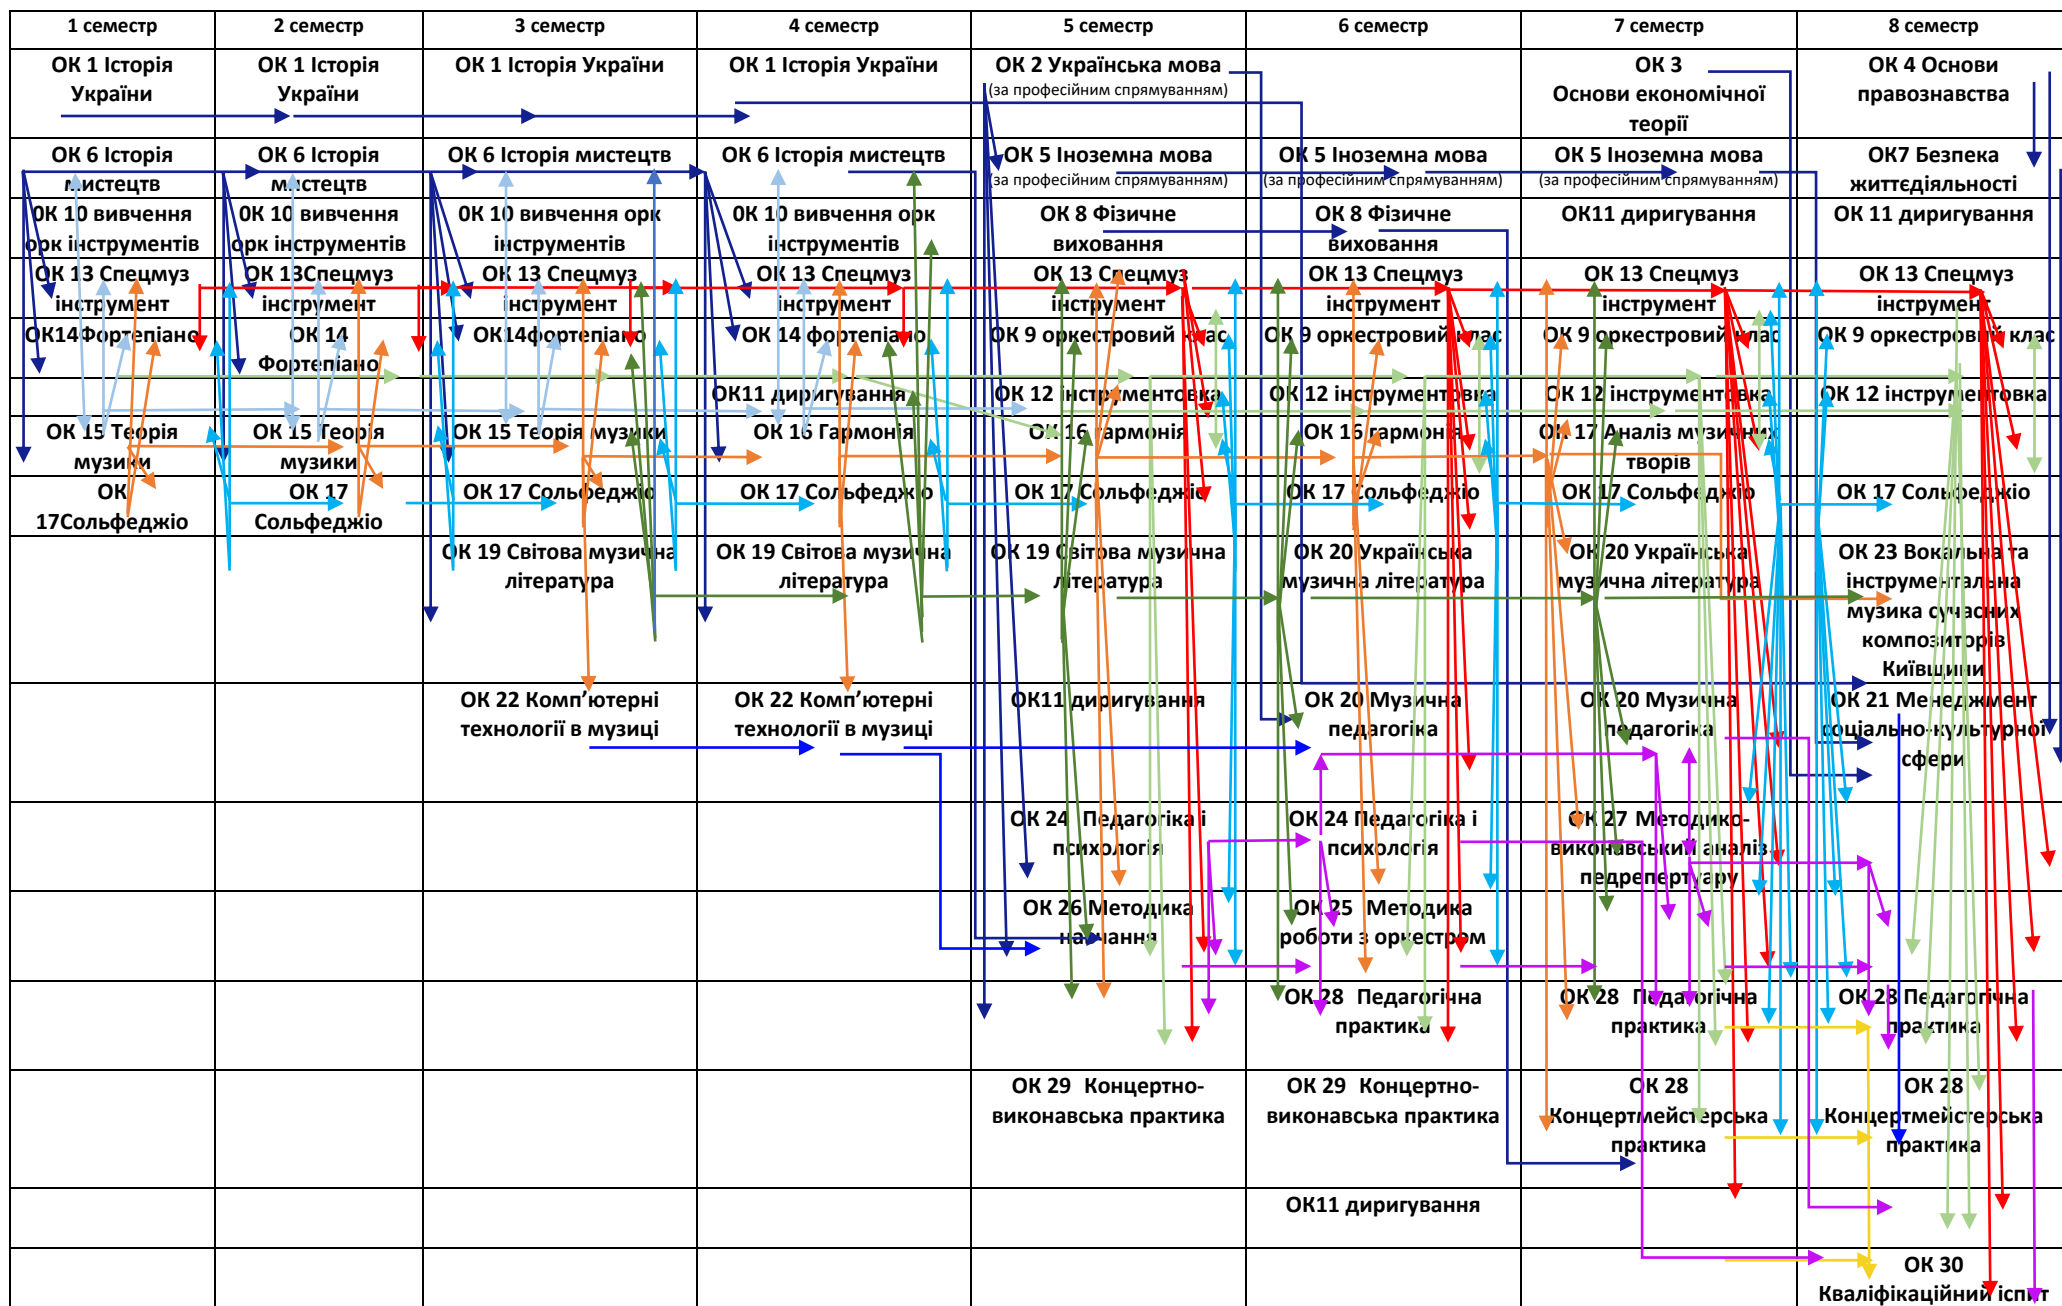 1 семестр
2 семестр
3 семестр
4 семестр
5 семестр
6 семестр
7 семестр
8 семестр
ОК 1 Історія
України
ОК 1 Історія
України
ОК 1 Історія України
ОК 1 Історія України
ОК 2 Українська мова
(за професійним спрямуванням)
ОК 3
Основи економічної
теорії
ОК 4 Основи
правознавства
ОК 6 Історія
мистецтв
ОК 6 Історія
мистецтв
ОК 6 Історія мистецтв
ОК 6 Історія мистецтв
ОК 5 Іноземна мова
(за професійним спрямуванням)
ОК 5 Іноземна мова
(за професійним спрямуванням)
ОК 5 Іноземна мова
(за професійним спрямуванням)
ОК7 Безпека
життєдіяльності
0К 10 вивчення
орк інструментів
0К 10 вивчення
орк інструментів
0К 10 вивчення орк
інструментів
0К 10 вивчення орк
інструментів
ОК 8 Фізичне
виховання
ОК 8 Фізичне
виховання
ОК11 диригування
ОК 11 диригування
ОК 13 Спецмуз
інструмент
ОК 13Спецмуз
інструмент
ОК 13 Спецмуз
інструмент
ОК 13 Спецмуз
інструмент
ОК 13 Спецмуз
інструмент
ОК 13 Спецмуз
інструмент
ОК 13 Спецмуз
інструмент
ОК 13 Спецмуз
інструмент
ОК14Фортепіано
ОК 14
Фортепіано
ОК14фортепіано
ОК 14 фортепіано
ОК 9 оркестровий клас
ОК 9 оркестровий клас
ОК 9 оркестровий клас
ОК 9 оркестровий клас
ОК11 диригування
ОК 12 інструментовка
ОК 12 інструментовка
ОК 12 інструментовка
ОК 12 інструментовка
ОК 15 Теорія
музики
ОК 15 Теорія
музики
ОК 15 Теорія музики
ОК 16 Гармонія
ОК 16 гармонія
ОК 16 гармонія
ОК 17 Аналіз музичних
творів
ОК
17Сольфеджіо
ОК 17
Сольфеджіо
ОК 17 Сольфеджіо
ОК 17 Сольфеджіо
ОК 17 Сольфеджіо
ОК 17 Сольфеджіо
ОК 17 Сольфеджіо
ОК 17 Сольфеджіо
ОК 19 Світова музична
література
ОК 19 Світова музична
література
ОК 19 Світова музична
література
ОК 20 Українська
музична література
ОК 20 Українська
музична література
ОК 23 Вокальна та
інструментальна
музика сучасних
композиторів
Київщини
ОК 22 Комп’ютерні
технології в музиці
ОК 22 Комп’ютерні
технології в музиці
ОК11 диригування
ОК 20 Музична
педагогіка
ОК 20 Музична
педагогіка
ОК 21 Менеджмент
соціально-культурної
сфери
ОК 24 Педагогіка і
психологія
ОК 24 Педагогіка і
психологія
ОК 27 Методико-
виконавський аналіз
педрепертуару
ОК 26 Методика
навчання
ОК 25 Методика
роботи з оркестром
ОК 28 Педагогічна
практика
ОК 28 Педагогічна
практика
ОК 28 Педагогічна
практика
ОК 29 Концертно-
виконавська практика
ОК 29 Концертно-
виконавська практика
ОК 28
Концертмейстерська
практика
ОК 28
Концертмейстерська
практика
ОК11 диригування
ОК 30
Кваліфікаційний іспит